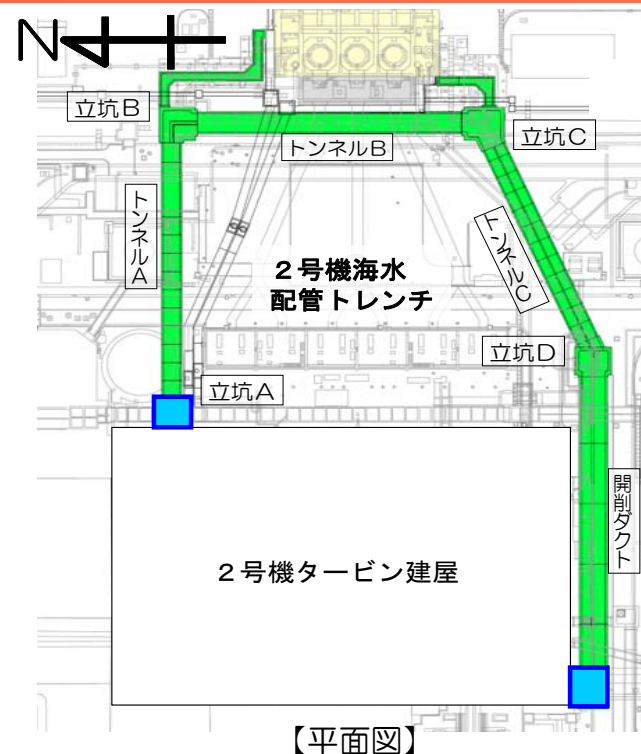 N
立坑B
立坑C
トンネルB
トンネルA
トンネルC
２号機海水
配管トレンチ
立坑D
立坑A
開削ダクト
２号機タービン建屋
【平面図】